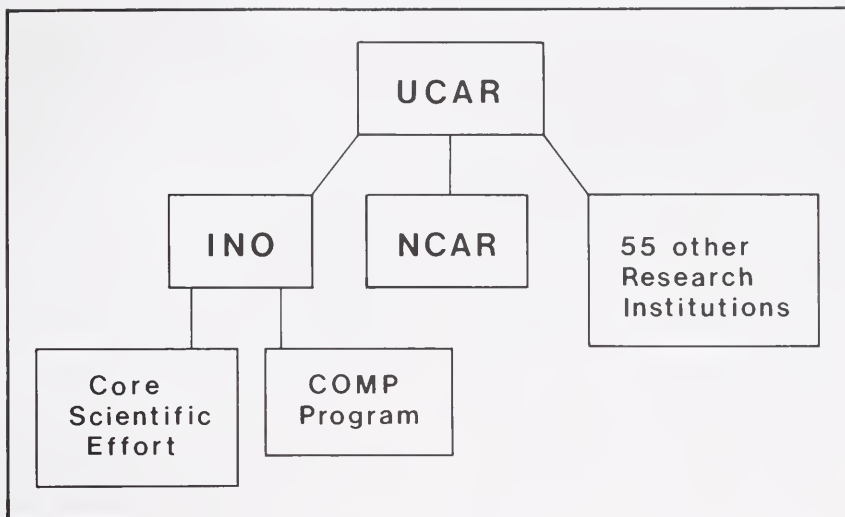 UCAR
INO
NCAR
55 other
Research
Institutions
Core
Scientific
Effort
COMP
Program